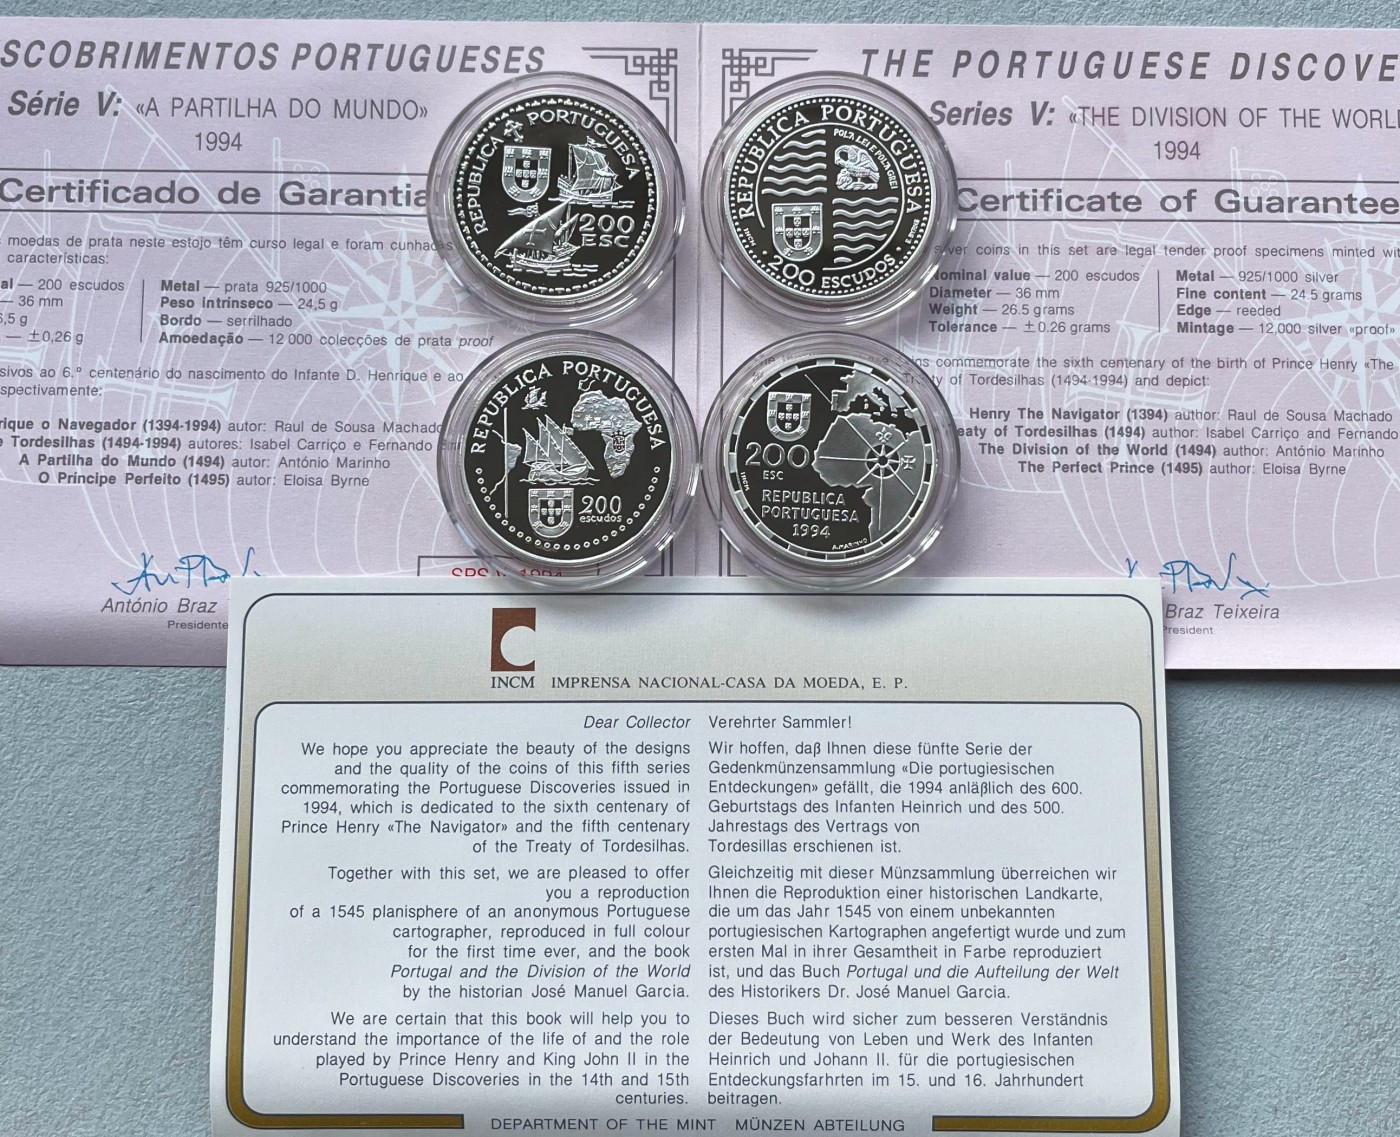 SCOBRIMENTOS PORTUGUESES
Série V: «A PARTILHA DO MUNDO»
1994
Certificado de Garantia
moedas de prata neste estojo têm curso legal e foram cunhadas
características:
al — 200 escudos
— 36 mm
,5 g
— ±0,26 g
Metal — prata 925/1000
Peso intrínseco — 24,5 g
Bordo — serrilhado
Amoedação — 12 000 colecções de prata proof
sivos ao 6.º centenário do nascimento do Infante D. Henrique e ao
spectivamente:
rique o Navegador (1394-1994) autor: Raul de Sousa Machado
e Tordesilhas (1494-1994) autores: Isabel Carriço e Fernando
A Partilha do Mundo (1494) autor: António Marinho
O Príncipe Perfeito (1495) autor: Eloisa Byrne
António Braz
Presidente
SPS V 1994
THE PORTUGUESE DISCOVE
Series V: «THE DIVISION OF THE WORL
1994
Certificate of Guarantee
ver coins in this set are legal tender proof specimens minted wit
ominal value — 200 escudos
Diameter — 36 mm
Weight — 26.5 grams
Tolerance — ±0.26 grams
Metal — 925/1000 silver
Fine content — 24.5 grams
Edge — reeded
Mintage — 12,000 silver «proof»
ins commemorate the sixth centenary of the birth of Prince Henry «The
ty of Tordesilhas (1494-1994) and depict:
Henry The Navigator (1394) author: Raul de Sousa Machado
eaty of Tordesilhas (1494) author: Isabel Carriço and Fernando
The Division of the World (1494) author: António Marinho
The Perfect Prince (1495) author: Eloisa Byrne
Braz Teixeira
President
REPUBLICA PORTUGUESA
200
ESC
REPÚBLICA PORTUGUESA
POLA LEI E POLA GREI
INCM
200 ESCUDOS
REPUBLICA PORTUGUESA
200
escudos
200
ESC
INCM
REPUBLICA
PORTUGUESA
1994
A.MARINHO
INCM IMPRENSA NACIONAL-CASA DA MOEDA, E. P.
Dear Collector
We hope you appreciate the beauty of the designs
and the quality of the coins of this fifth series
commemorating the Portuguese Discoveries issued in
1994, which is dedicated to the sixth centenary of
Prince Henry «The Navigator» and the fifth centenary
of the Treaty of Tordesilhas.
Together with this set, we are pleased to offer
you a reproduction
of a 1545 planisphere of an anonymous Portuguese
cartographer, reproduced in full colour
for the first time ever, and the book
Portugal and the Division of the World
by the historian José Manuel Garcia.
We are certain that this book will help you to
understand the importance of the life of and the role
played by Prince Henry and King John II in the
Portuguese Discoveries in the 14th and 15th
centuries.
Verehrter Sammler!
Wir hoffen, daß Ihnen diese fünfte Serie der
Gedenkmünzensammlung «Die portugiesischen
Entdeckungen» gefällt, die 1994 anläßlich des 600.
Geburtstags des Infanten Heinrich und des 500.
Jahrestags des Vertrags von
Tordesillas erschienen ist.
Gleichzeitig mit dieser Münzsammlung überreichen wir
Ihnen die Reproduktion einer historischen Landkarte,
die um das Jahr 1545 von einem unbekannten
portugiesischen Kartographen angefertigt wurde und zum
ersten Mal in ihrer Gesamtheit in Farbe reproduziert
ist, und das Buch Portugal und die Aufteilung der Welt
des Historikers Dr. José Manuel Garcia.
Dieses Buch wird sicher zum besseren Verständnis
der Bedeutung von Leben und Werk des Infanten
Heinrich und Johann II. für die portugiesischen
Entdeckungsfarhrten im 15. und 16. Jahrhundert
beitragen.
DEPARTMENT OF THE MINT MÜNZEN ABTEILUNG